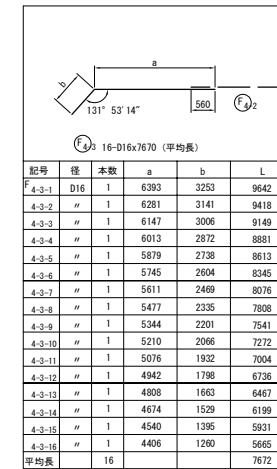 a
b
131° 53' 14"
560
F4-2
F4-3 16-D16x7670 (平均長)
記号 径 本数 a b L
F4-3-1 D16 1 6393 3253 9642
4-3-2 〃 1 6281 3141 9418
4-3-3 〃 1 6147 3006 9149
4-3-4 〃 1 6013 2872 8881
4-3-5 〃 1 5879 2738 8613
4-3-6 〃 1 5745 2604 8345
4-3-7 〃 1 5611 2469 8076
4-3-8 〃 1 5477 2335 7808
4-3-9 〃 1 5344 2201 7541
4-3-10 〃 1 5210 2066 7272
4-3-11 〃 1 5076 1932 7004
4-3-12 〃 1 4942 1798 6736
4-3-13 〃 1 4808 1663 6467
4-3-14 〃 1 4674 1529 6199
4-3-15 〃 1 4540 1395 5931
4-3-16 〃 1 4406 1260 5665
平均長 16 7672